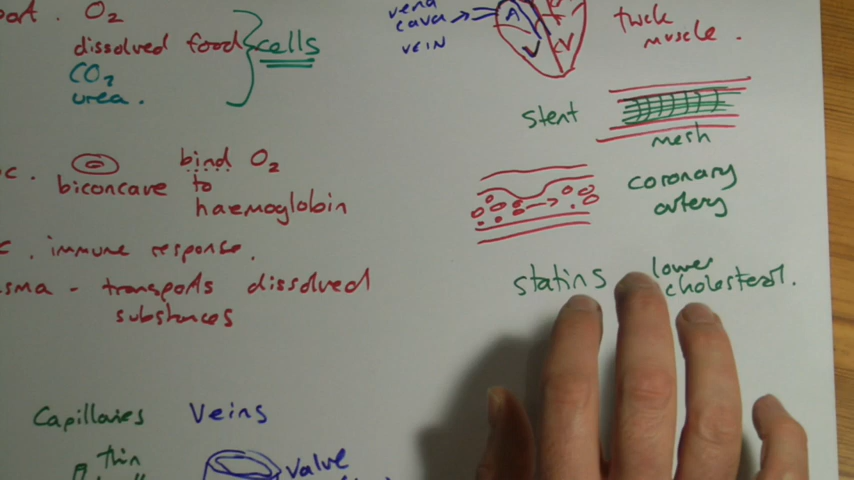 O₂
dissolved food
cells
CO₂
urea.
bind O₂
biconcave to
haemoglobin
immune response.
transports dissolved
substances
Capillaries
thin
Veins
value
vena
cava
VEIN
A
V
V
thick
muscle.
stent
mesh
coronary
artery
statins
lower
cholesterol.